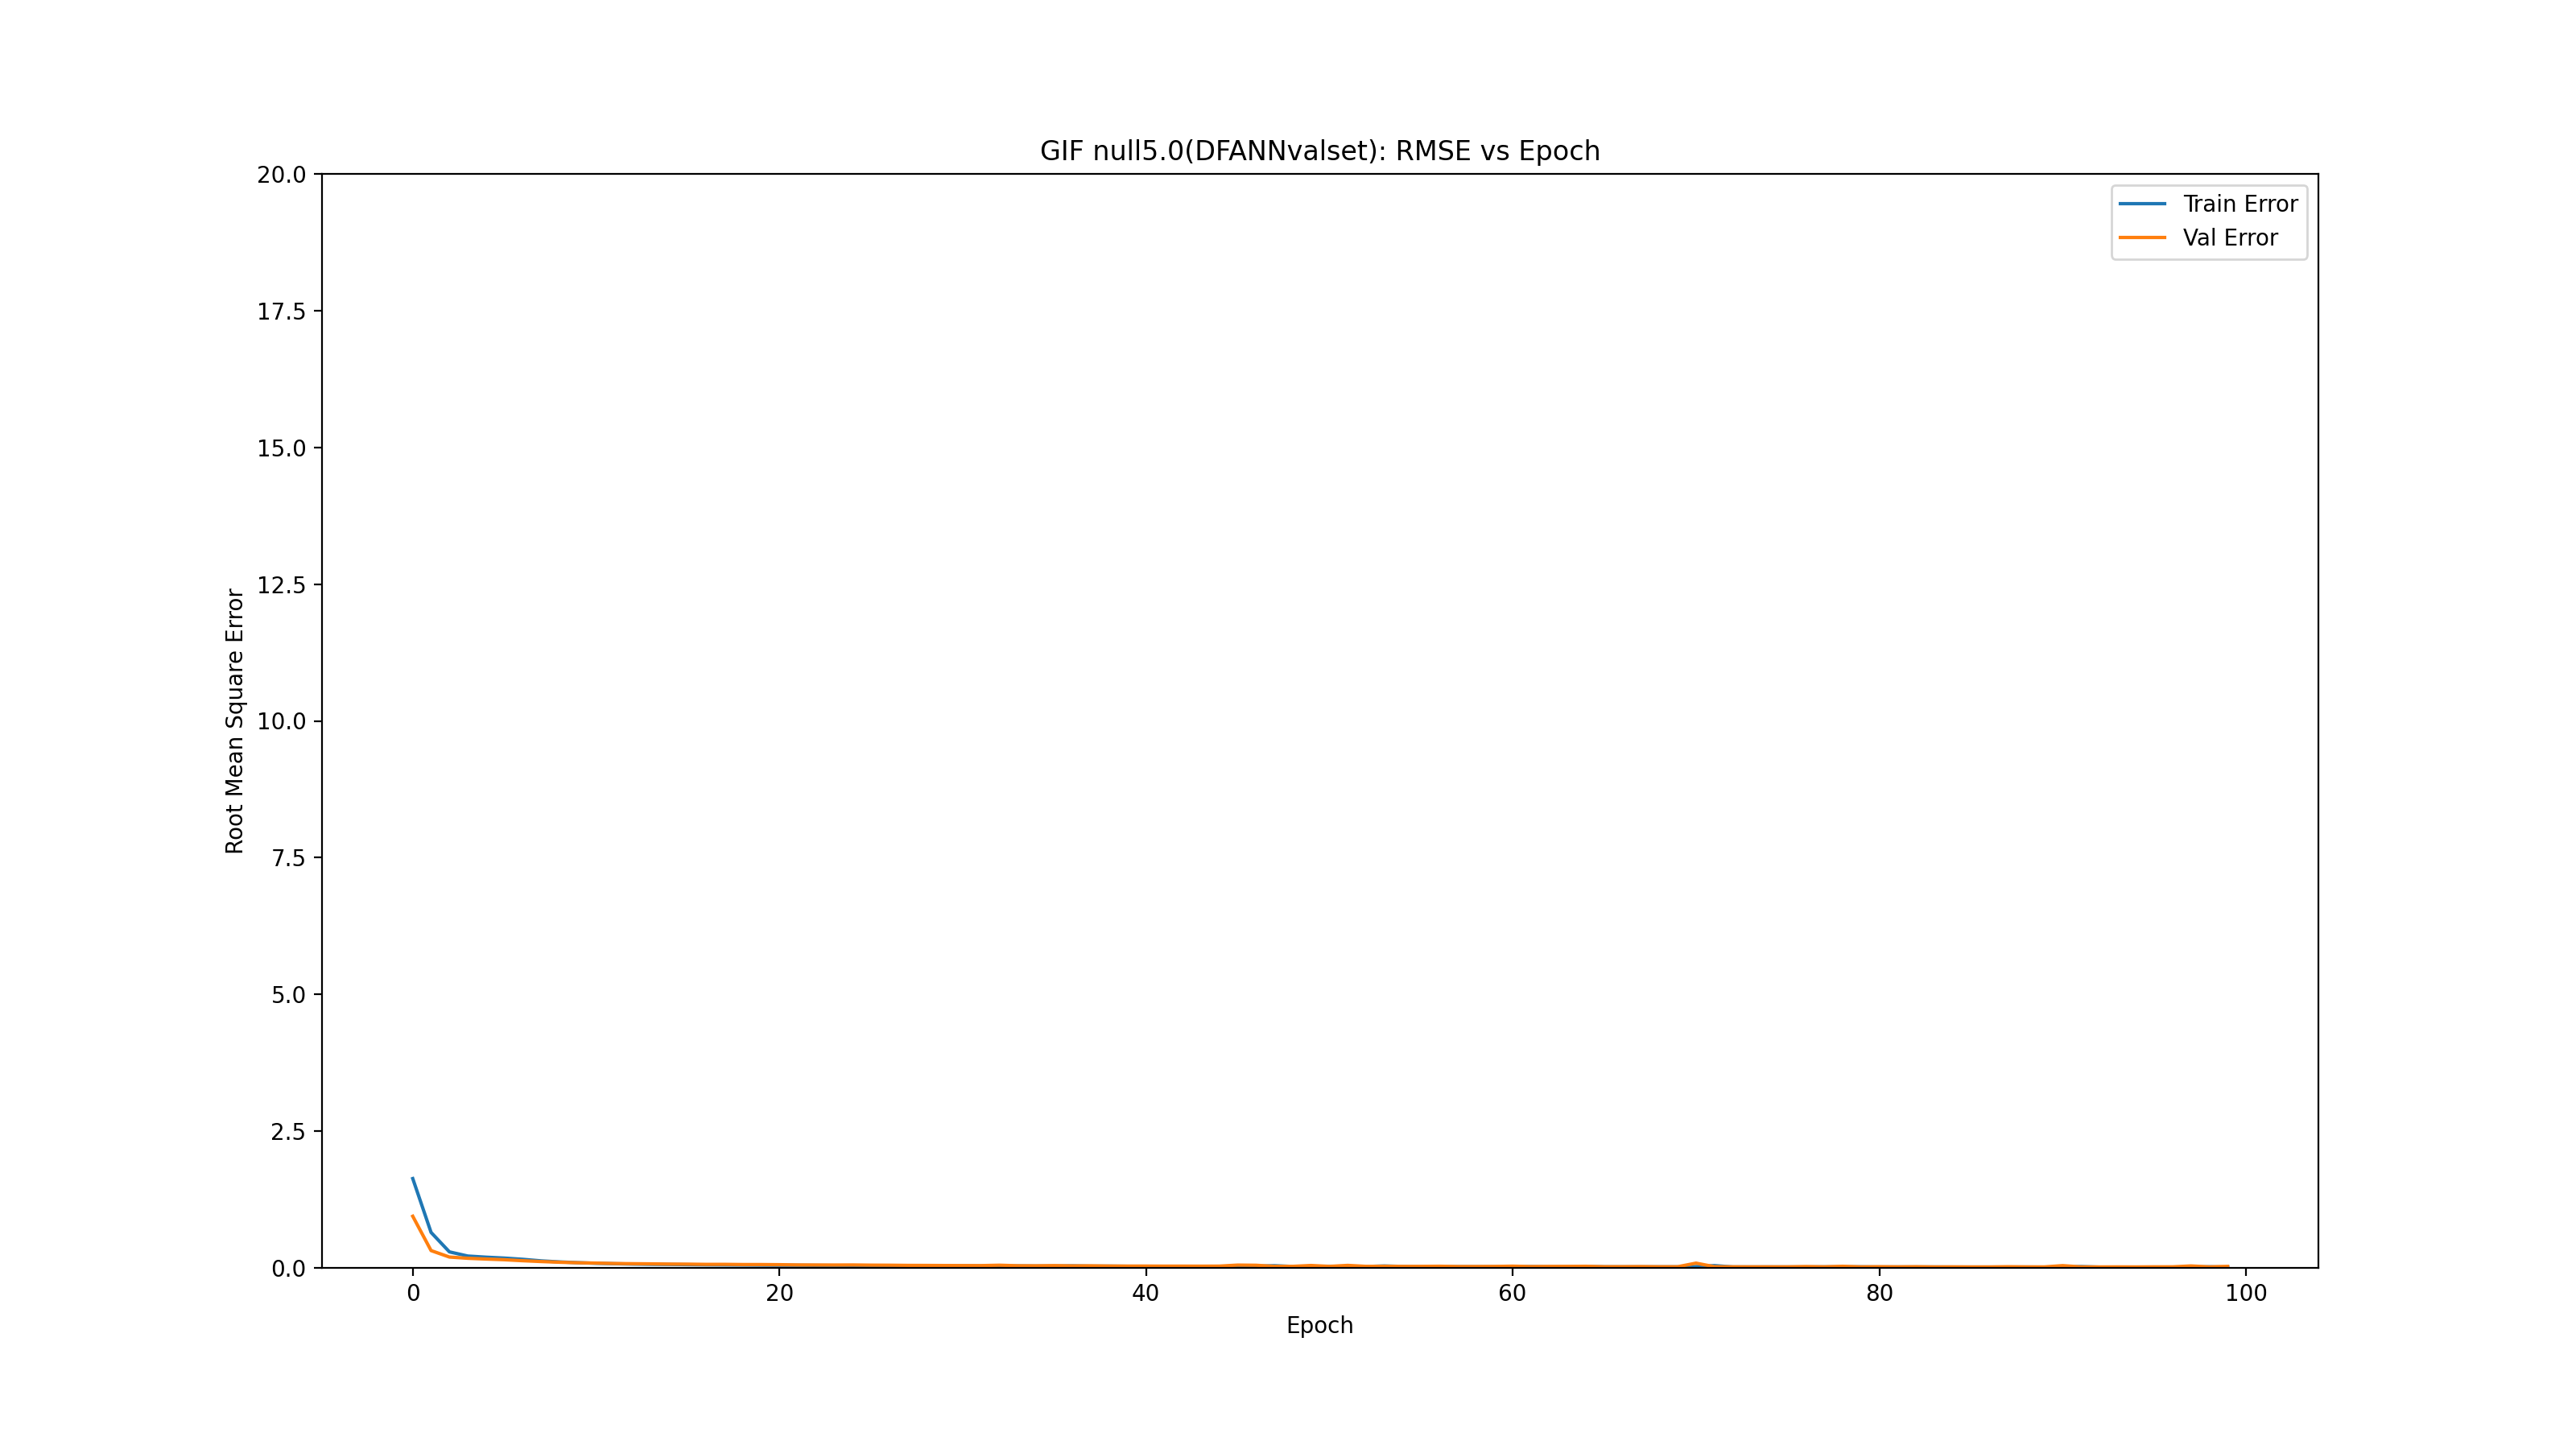 GIF null5.0(DFANNvalset): RMSE vs Epoch
Train Error
Val Error
20.0
17.5
15.0
12.5
10.0
7.5
5.0
2.5
0.0
Root Mean Square Error
0 20 40 60 80 100
Epoch